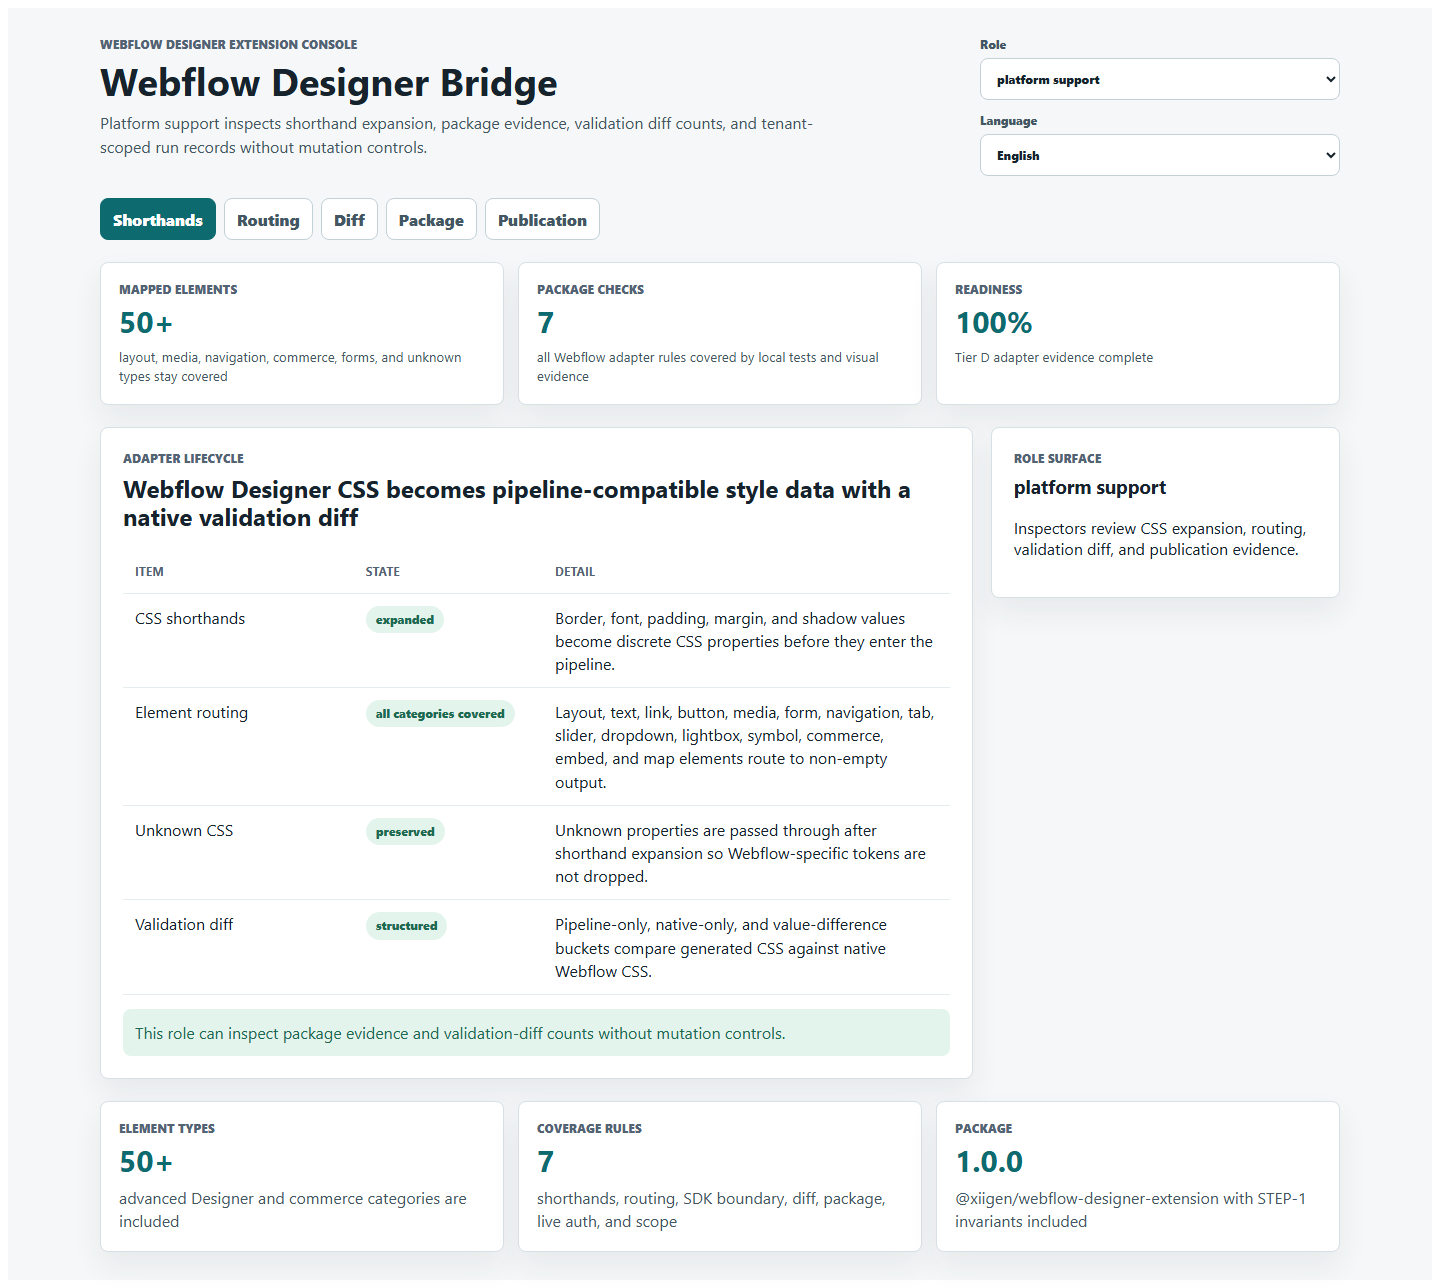 WEBFLOW DESIGNER EXTENSION CONSOLE
Webflow Designer Bridge
Platform support inspects shorthand expansion, package evidence, validation diff counts, and tenant-
scoped run records without mutation controls.
Role
platform support
Language
English
Shorthands
Routing
Diff
Package
Publication
MAPPED ELEMENTS
50+
layout, media, navigation, commerce, forms, and unknown
types stay covered
PACKAGE CHECKS
7
all Webflow adapter rules covered by local tests and visual
evidence
READINESS
100%
Tier D adapter evidence complete
ADAPTER LIFECYCLE
Webflow Designer CSS becomes pipeline-compatible style data with a
native validation diff
ITEM
STATE
DETAIL
CSS shorthands
expanded
Border, font, padding, margin, and shadow values
become discrete CSS properties before they enter the
pipeline.
Element routing
all categories covered
Layout, text, link, button, media, form, navigation, tab,
slider, dropdown, lightbox, symbol, commerce,
embed, and map elements route to non-empty
output.
Unknown CSS
preserved
Unknown properties are passed through after
shorthand expansion so Webflow-specific tokens are
not dropped.
Validation diff
structured
Pipeline-only, native-only, and value-difference
buckets compare generated CSS against native
Webflow CSS.
This role can inspect package evidence and validation-diff counts without mutation controls.
ROLE SURFACE
platform support
Inspectors review CSS expansion, routing,
validation diff, and publication evidence.
ELEMENT TYPES
50+
advanced Designer and commerce categories are
included
COVERAGE RULES
7
shorthands, routing, SDK boundary, diff, package,
live auth, and scope
PACKAGE
1.0.0
@xiigen/webflow-designer-extension with STEP-1
invariants included